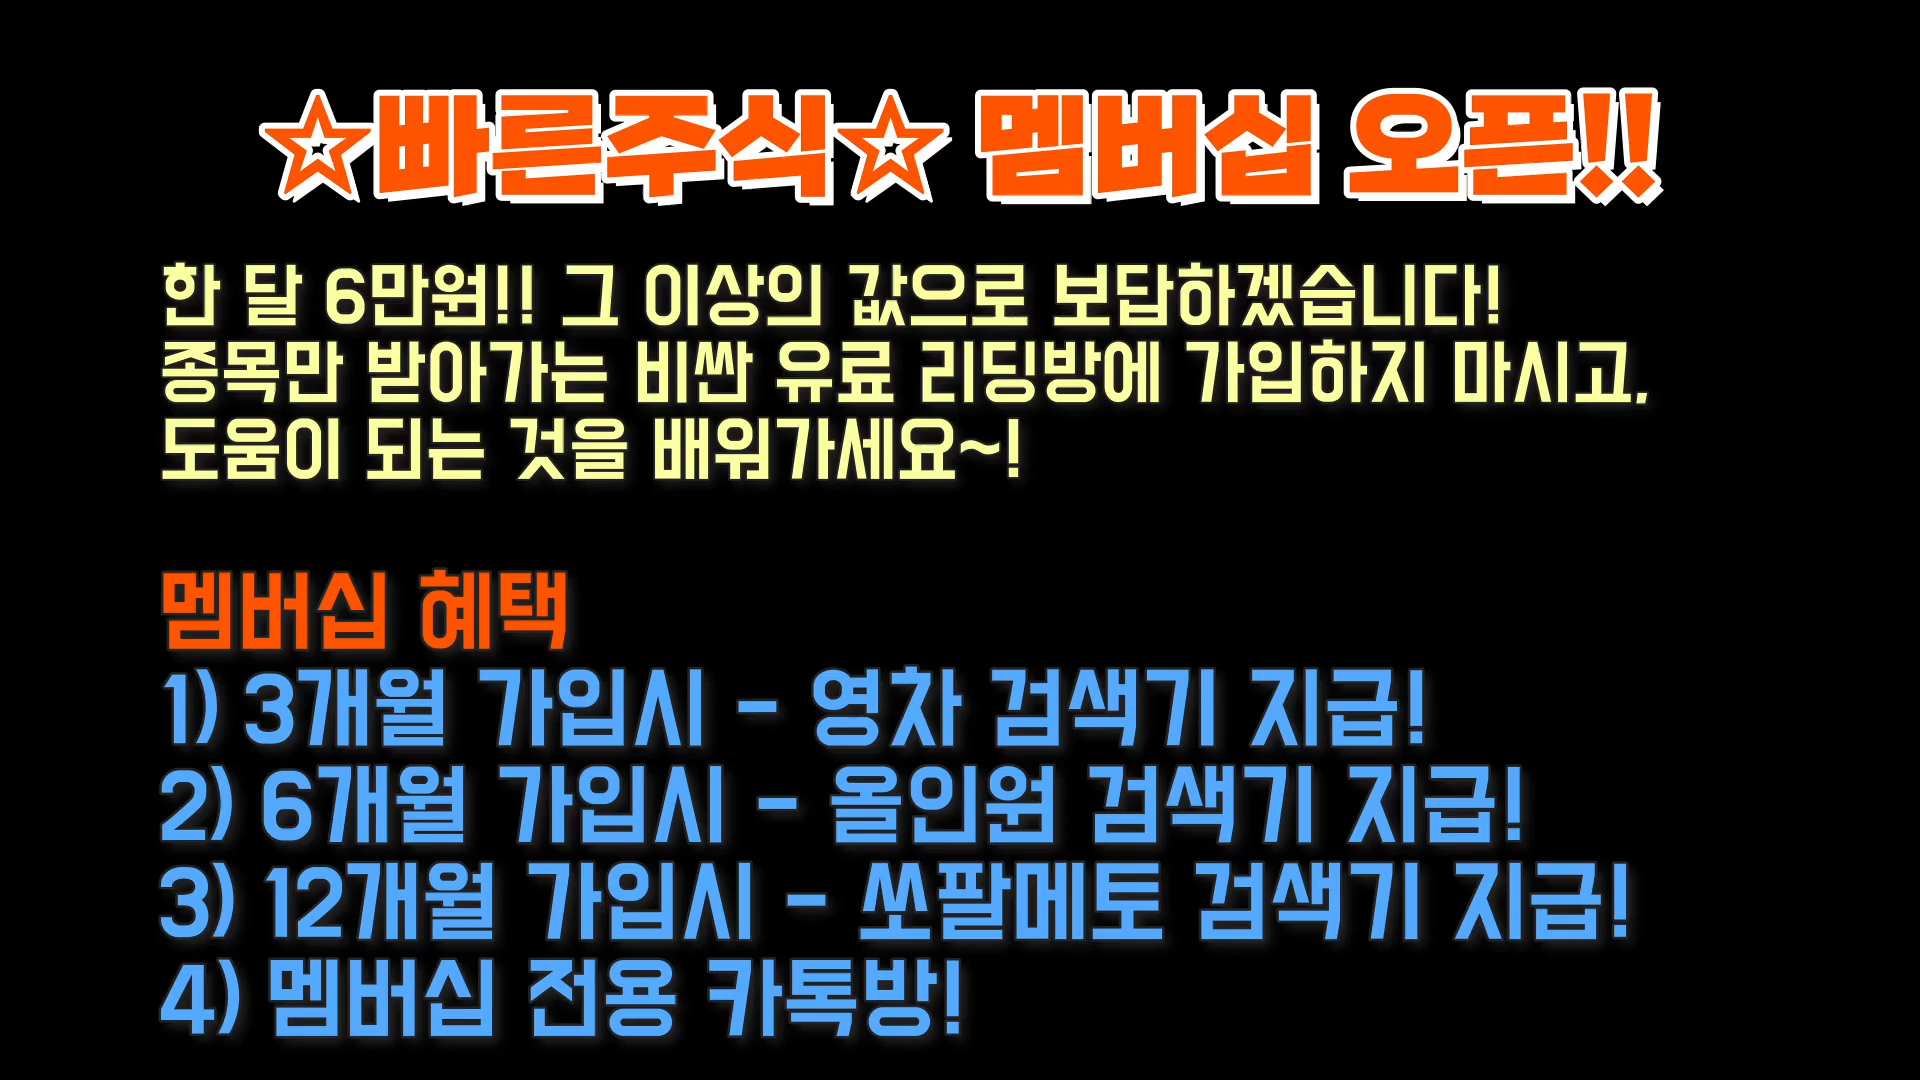 ☆빠른주식☆ 멤버십 오픈!!
한 달 6만원!! 그 이상의 값으로 보답하겠습니다!
종목만 받아가는 비싼 유료 리딩방에 가입하지 마시고,
도움이 되는 것을 배워가세요~!
멤버십 혜택
1) 3개월 가입시 - 영차 검색기 지급!
2) 6개월 가입시 - 올인원 검색기 지급!
3) 12개월 가입시 - 쏘팔메토 검색기 지급!
4) 멤버십 전용 카톡방!